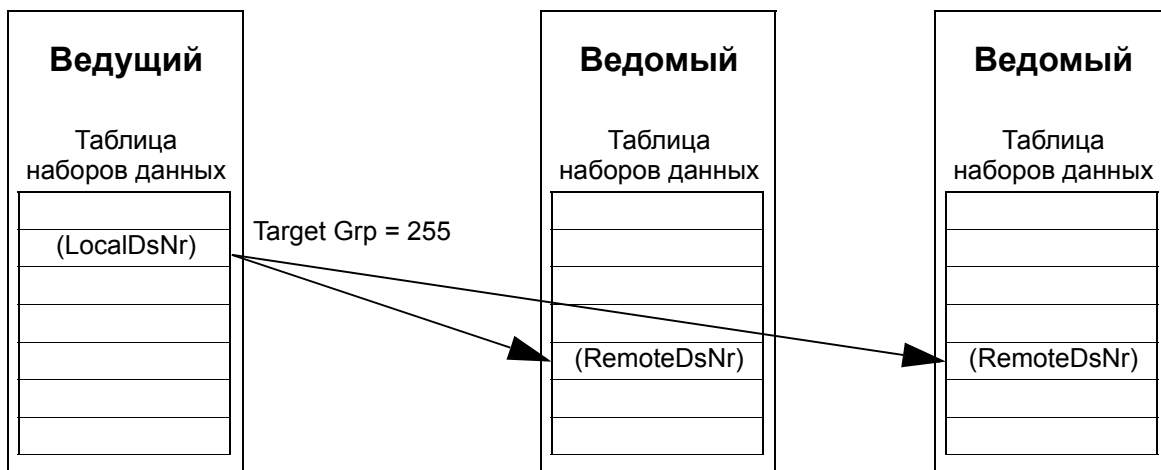 Ведущий
Таблица
наборов данных
(LocalDsNr)
Target Grp = 255
Ведомый
Таблица
наборов данных
(RemoteDsNr)
Ведомый
Таблица
наборов данных
(RemoteDsNr)